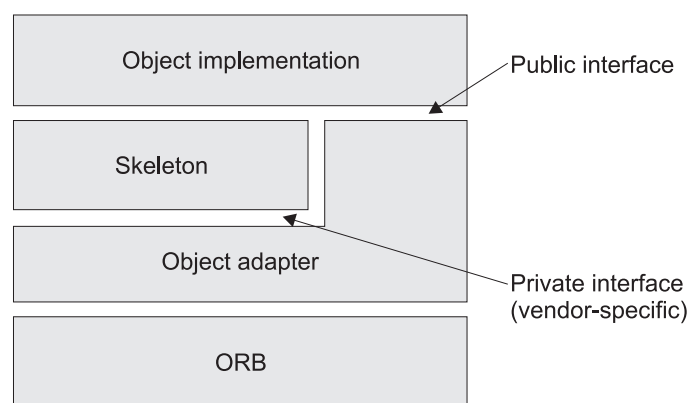 Object implementation
Public interface
Skeleton
Object adapter
Private interface
(vendor-specific)
ORB